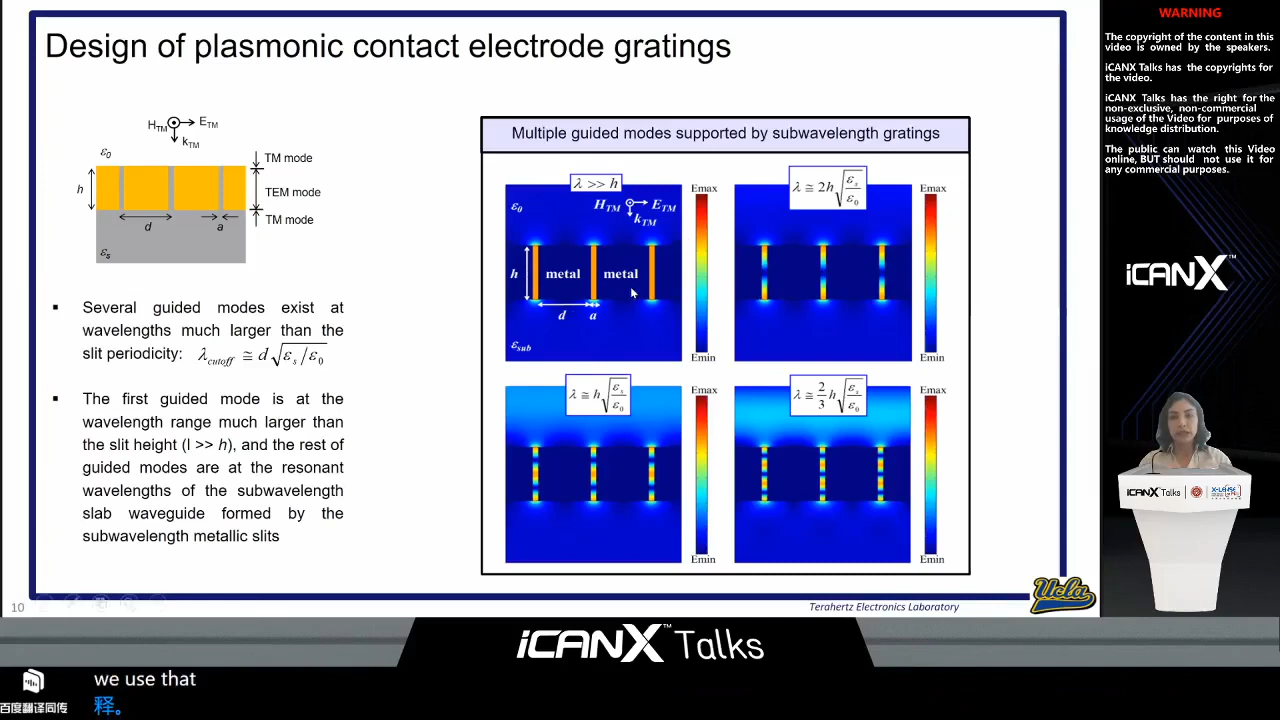 Design of plasmonic contact electrode gratings
H_TM E_TM
k_TM
ε_0
TM mode
h
TEM mode
d
a
TM mode
ε_s
▪ Several guided modes exist at
wavelengths much larger than the
slit periodicity: λ_cutoff ≅ d√(ε_s/ε_0)
▪ The first guided mode is at the
wavelength range much larger than
the slit height (l >> h), and the rest of
guided modes are at the resonant
wavelengths of the subwavelength
slab waveguide formed by the
subwavelength metallic slits
Multiple guided modes supported by subwavelength gratings
λ >> h
Emax
ε_0
H_TM E_TM
k_TM
h
metal
metal
d
a
ε_sub
Emin
λ ≅ 2h√(ε_s/ε_0)
Emax
Emin
λ ≅ h√(ε_s/ε_0)
Emax
Emin
λ ≅ 2/3 h√(ε_s/ε_0)
Emax
Emin
10
Terahertz Electronics Laboratory
Ucla
WARNING
The copyright of the content in this
video is owned by the speakers.
iCANX Talks has the copyrights for
the video.
iCANX Talks has the right for the
non-exclusive, non-commercial
usage of the Video for purposes of
knowledge distribution.
The public can watch this Video
online, BUT should not use it for
any commercial purposes.
iCANX™
iCANX Talks
iCANX™ Talks
we use that
释。
百度翻译同传